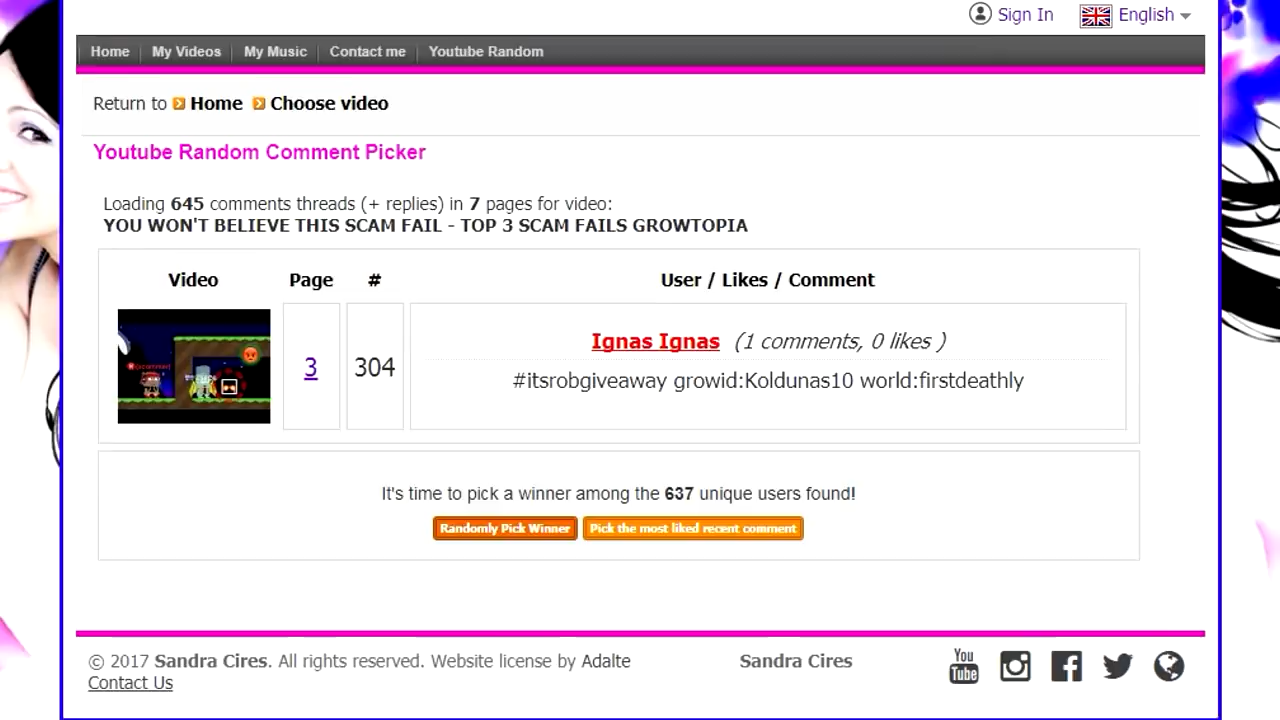 Sign In English
Home My Videos My Music Contact me Youtube Random
Return to Home Choose video
Youtube Random Comment Picker
Loading 645 comments threads (+ replies) in 7 pages for video:
YOU WON'T BELIEVE THIS SCAM FAIL - TOP 3 SCAM FAILS GROWTOPIA
Video Page # User / Likes / Comment
Ignas Ignas (1 comments, 0 likes )
3 304
#itsrobgiveaway growid:Koldunas10 world:firstdeathly
It's time to pick a winner among the 637 unique users found!
Randomly Pick Winner Pick the most liked recent comment
© 2017 Sandra Cires. All rights reserved. Website license by Adalte
Sandra Cires
You Tube
Contact Us